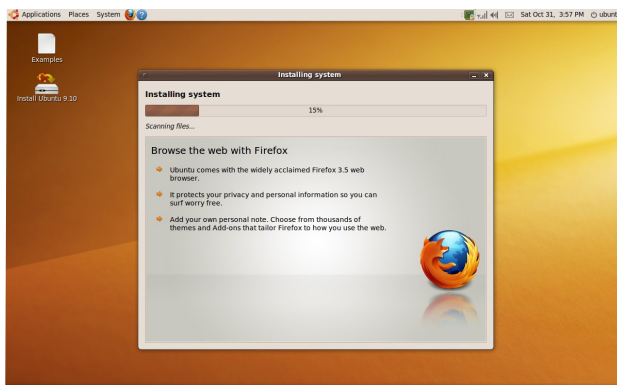 Applications Places System
Sat Oct 31, 3:57 PM ubunt
Examples
Install Ubuntu 9.10
Installing system
Installing system
15%
Scanning files...
Browse the web with Firefox
Ubuntu comes with the widely acclaimed Firefox 3.5 web
browser.
It protects your privacy and personal information so you can
surf worry free.
Add your own personal note. Choose from thousands of
themes and Add-ons that tailor Firefox to how you use the web.